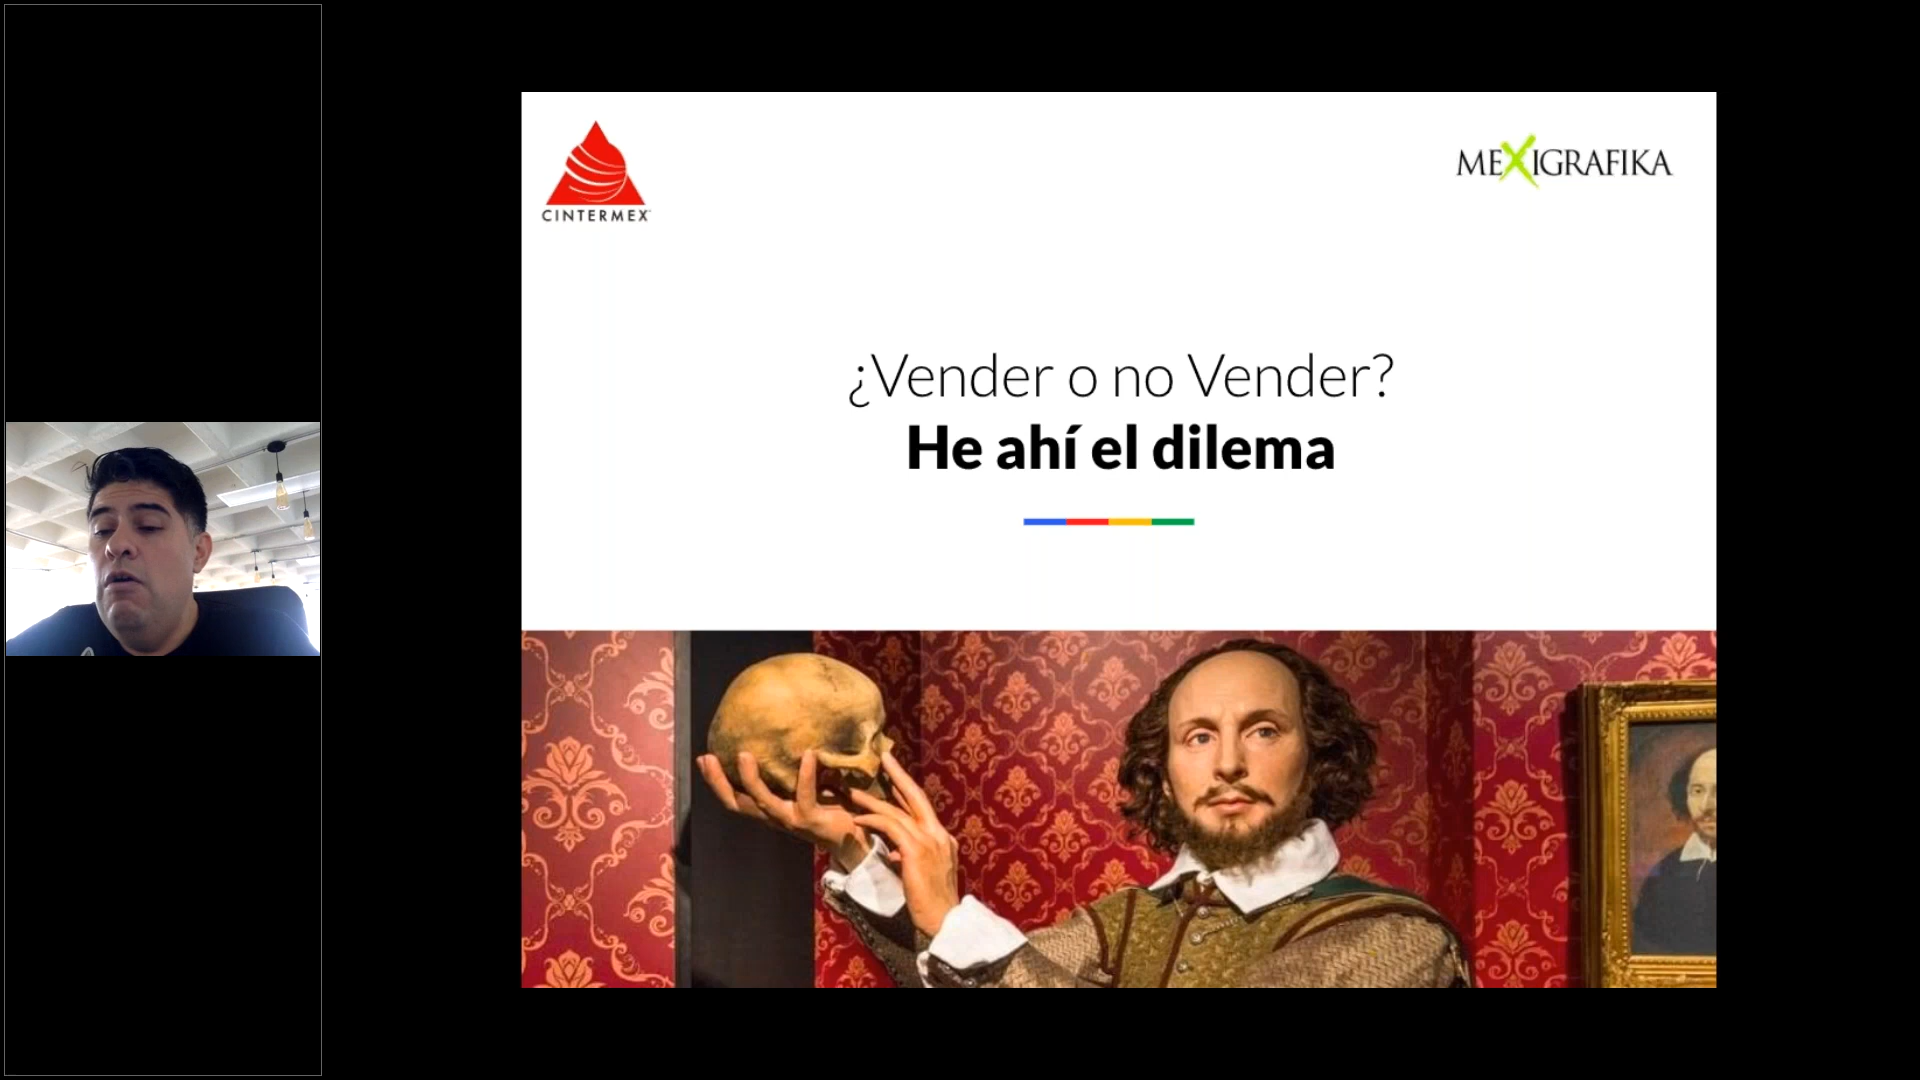 CINTERMEX
MEXIGRAFIKA
¿Vender o no Vender?
He ahí el dilema